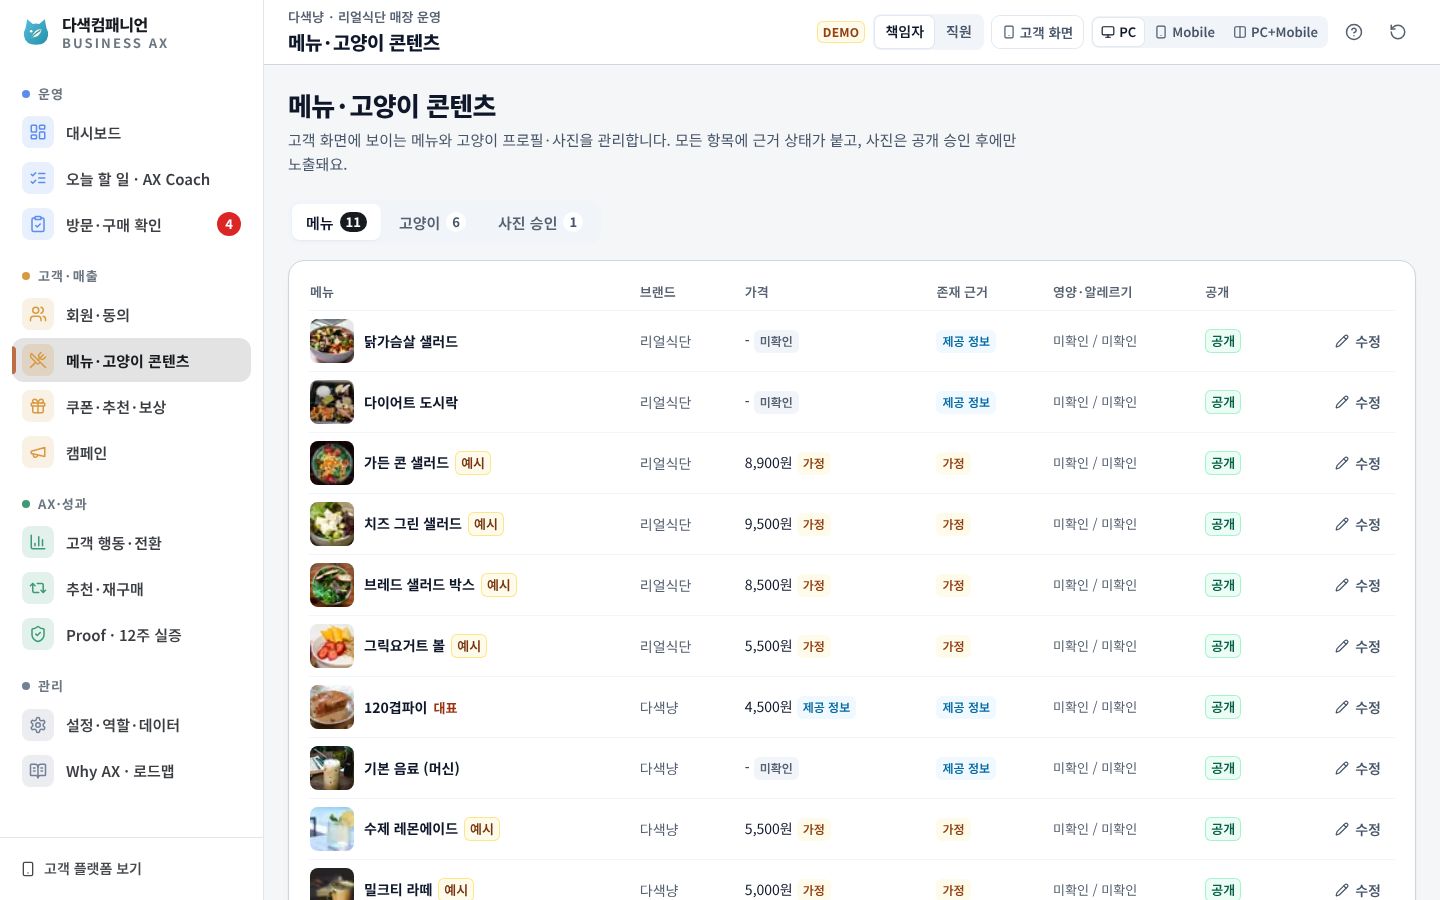 다색컴패니언
BUSINESS AX
운영
대시보드
오늘 할 일 · AX Coach
방문·구매 확인 4
고객·매출
회원·동의
메뉴·고양이 콘텐츠
쿠폰·추천·보상
캠페인
AX·성과
고객 행동·전환
추천·재구매
Proof · 12주 실증
관리
설정·역할·데이터
Why AX · 로드맵
고객 플랫폼 보기
다색냥 · 리얼식단 매장 운영
메뉴·고양이 콘텐츠
DEMO 책임자 직원 고객 화면 PC Mobile PC+Mobile
메뉴·고양이 콘텐츠
고객 화면에 보이는 메뉴와 고양이 프로필·사진을 관리합니다. 모든 항목에 근거 상태가 붙고, 사진은 공개 승인 후에만
노출돼요.
메뉴 11 고양이 6 사진 승인 1
메뉴 브랜드 가격 존재 근거 영양·알레르기 공개
닭가슴살 샐러드 리얼식단 - 미확인 제공 정보 미확인 / 미확인 공개 수정
다이어트 도시락 리얼식단 - 미확인 제공 정보 미확인 / 미확인 공개 수정
가든 콘 샐러드 예시 리얼식단 8,900원 가정 가정 미확인 / 미확인 공개 수정
치즈 그린 샐러드 예시 리얼식단 9,500원 가정 가정 미확인 / 미확인 공개 수정
브레드 샐러드 박스 예시 리얼식단 8,500원 가정 가정 미확인 / 미확인 공개 수정
그릭요거트 볼 예시 리얼식단 5,500원 가정 가정 미확인 / 미확인 공개 수정
120겹파이 대표 다색냥 4,500원 제공 정보 제공 정보 미확인 / 미확인 공개 수정
기본 음료 (머신) 다색냥 - 미확인 제공 정보 미확인 / 미확인 공개 수정
수제 레몬에이드 예시 다색냥 5,500원 가정 가정 미확인 / 미확인 공개 수정
밀크티 라떼 예시 다색냥 5,000원 가정 가정 미확인 / 미확인 공개 수정